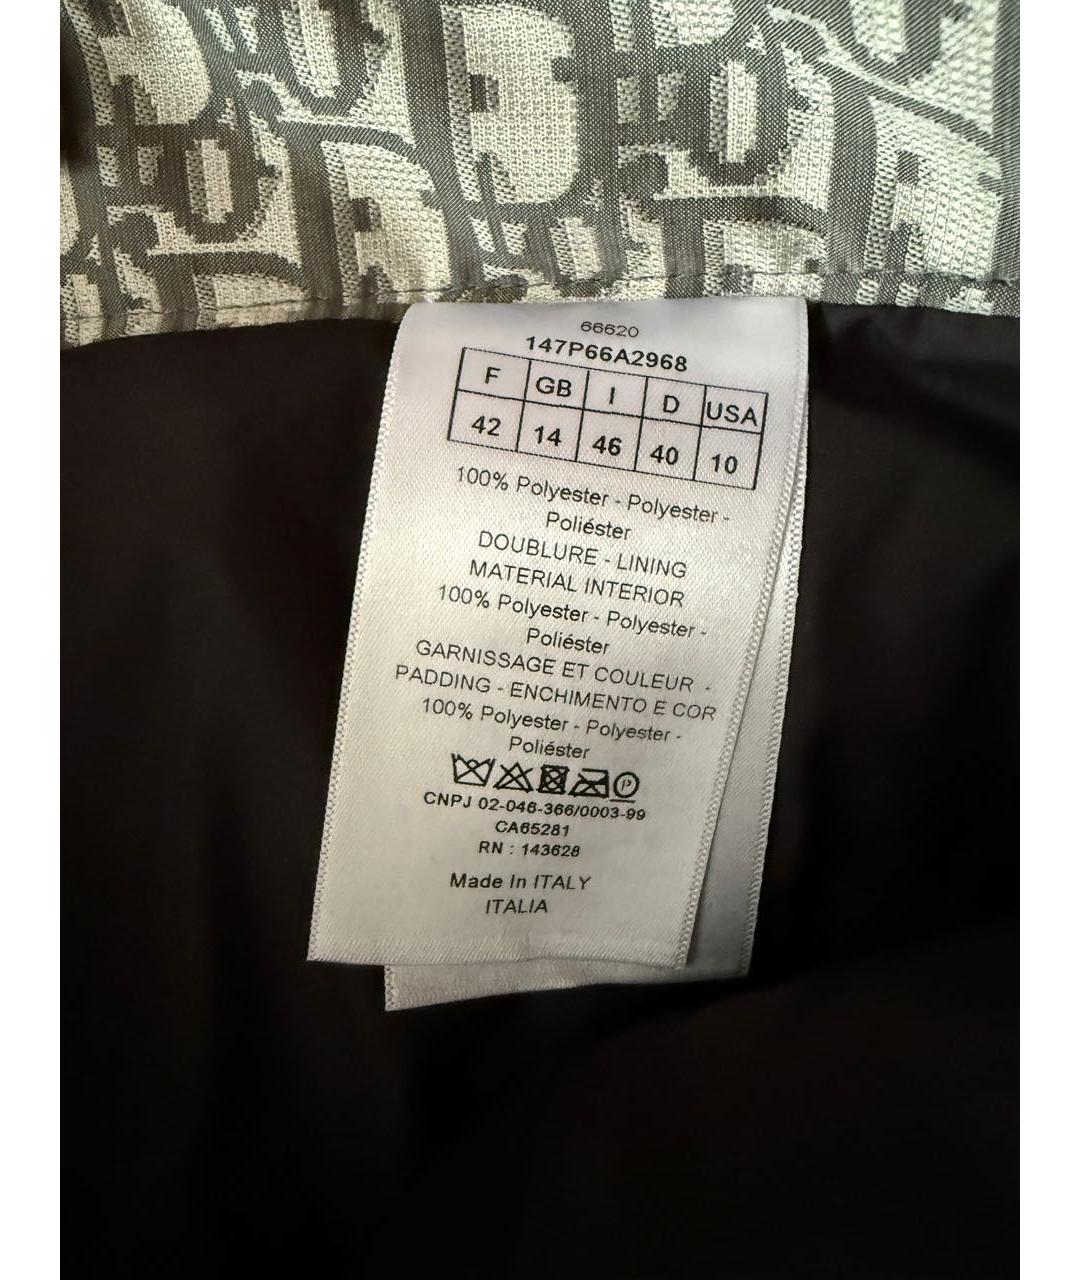 66620
147P66A2968
F GB I D USA
42 14 46 40 10
100% Polyester - Polyester -
Poliéster
DOUBLURE - LINING
MATERIAL INTERIOR
100% Polyester - Polyester -
Poliéster
GARNISSAGE ET COULEUR -
PADDING - ENCHIMENTO E COR
100% Polyester - Polyester -
Poliéster
P
CNPJ 02-046-366/0003-99
CA65281
RN : 143628
Made In ITALY
ITALIA